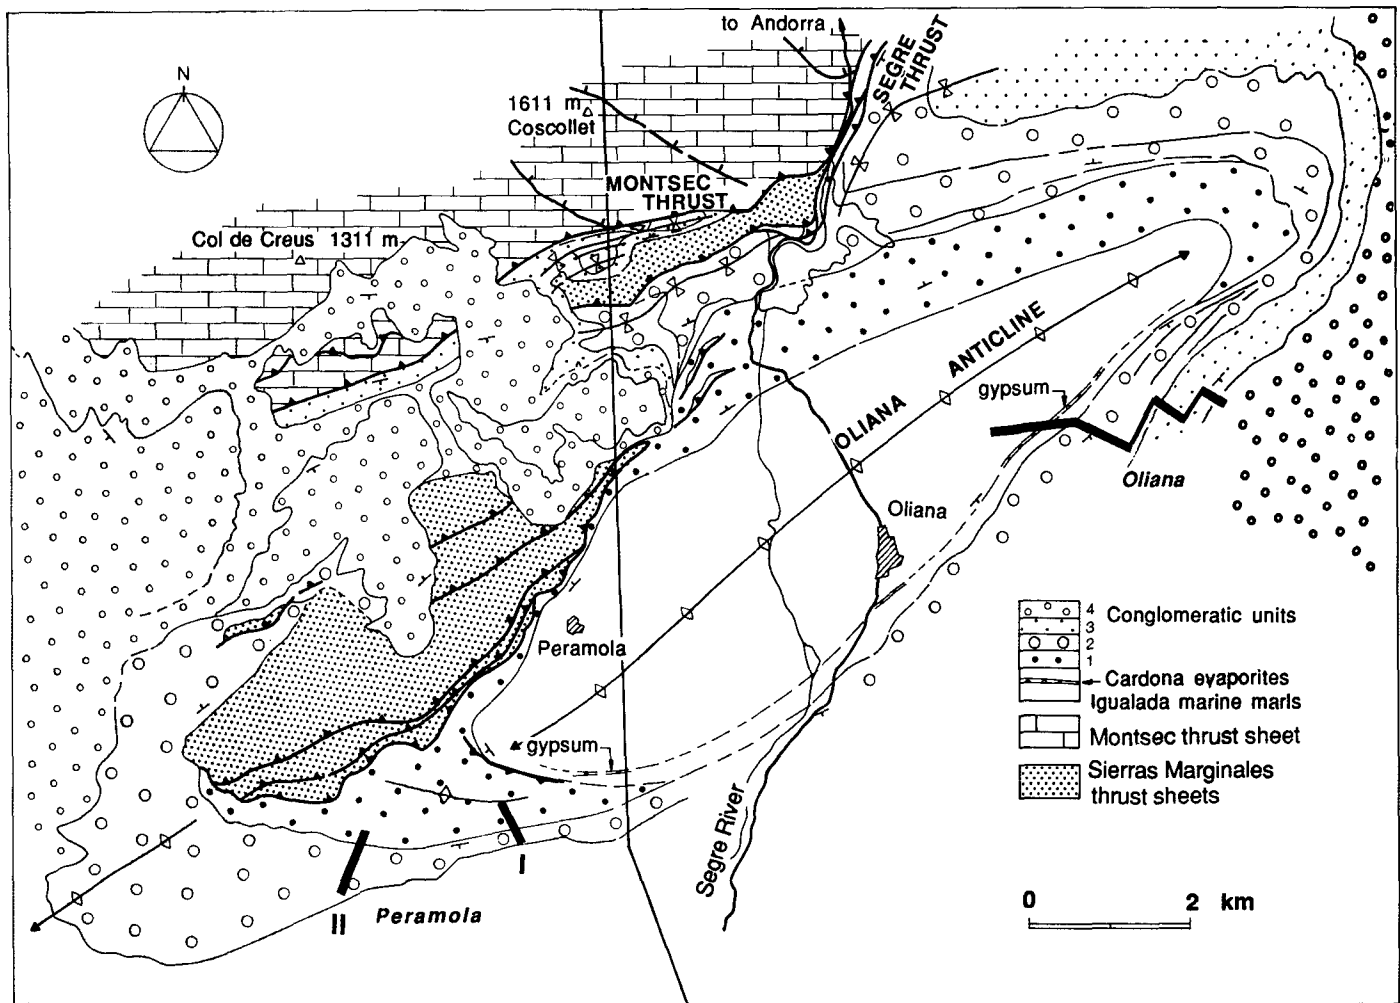 to Andorra
SEGRE
THRUST
N
1611 m
Coscollet
MONTSEC
THRUST
Col de Creus 1311 m
OLIANA ANTICLINE
gypsum
Oliana
Oliana
Peramola
gypsum
4 Conglomeratic units
3
2
1
Cardona evaporites
Igualada marine marls
Montsec thrust sheet
Sierras Marginales
thrust sheets
Segre River
I
II
Peramola
0 2 km